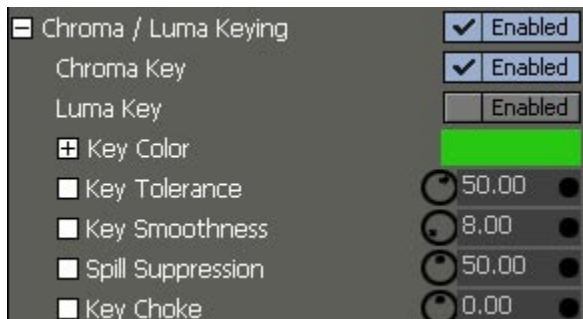 Chroma / Luma Keying Enabled
Chroma Key Enabled
Luma Key Enabled
Key Color
Key Tolerance 50.00
Key Smoothness 8.00
Spill Suppression 50.00
Key Choke 0.00